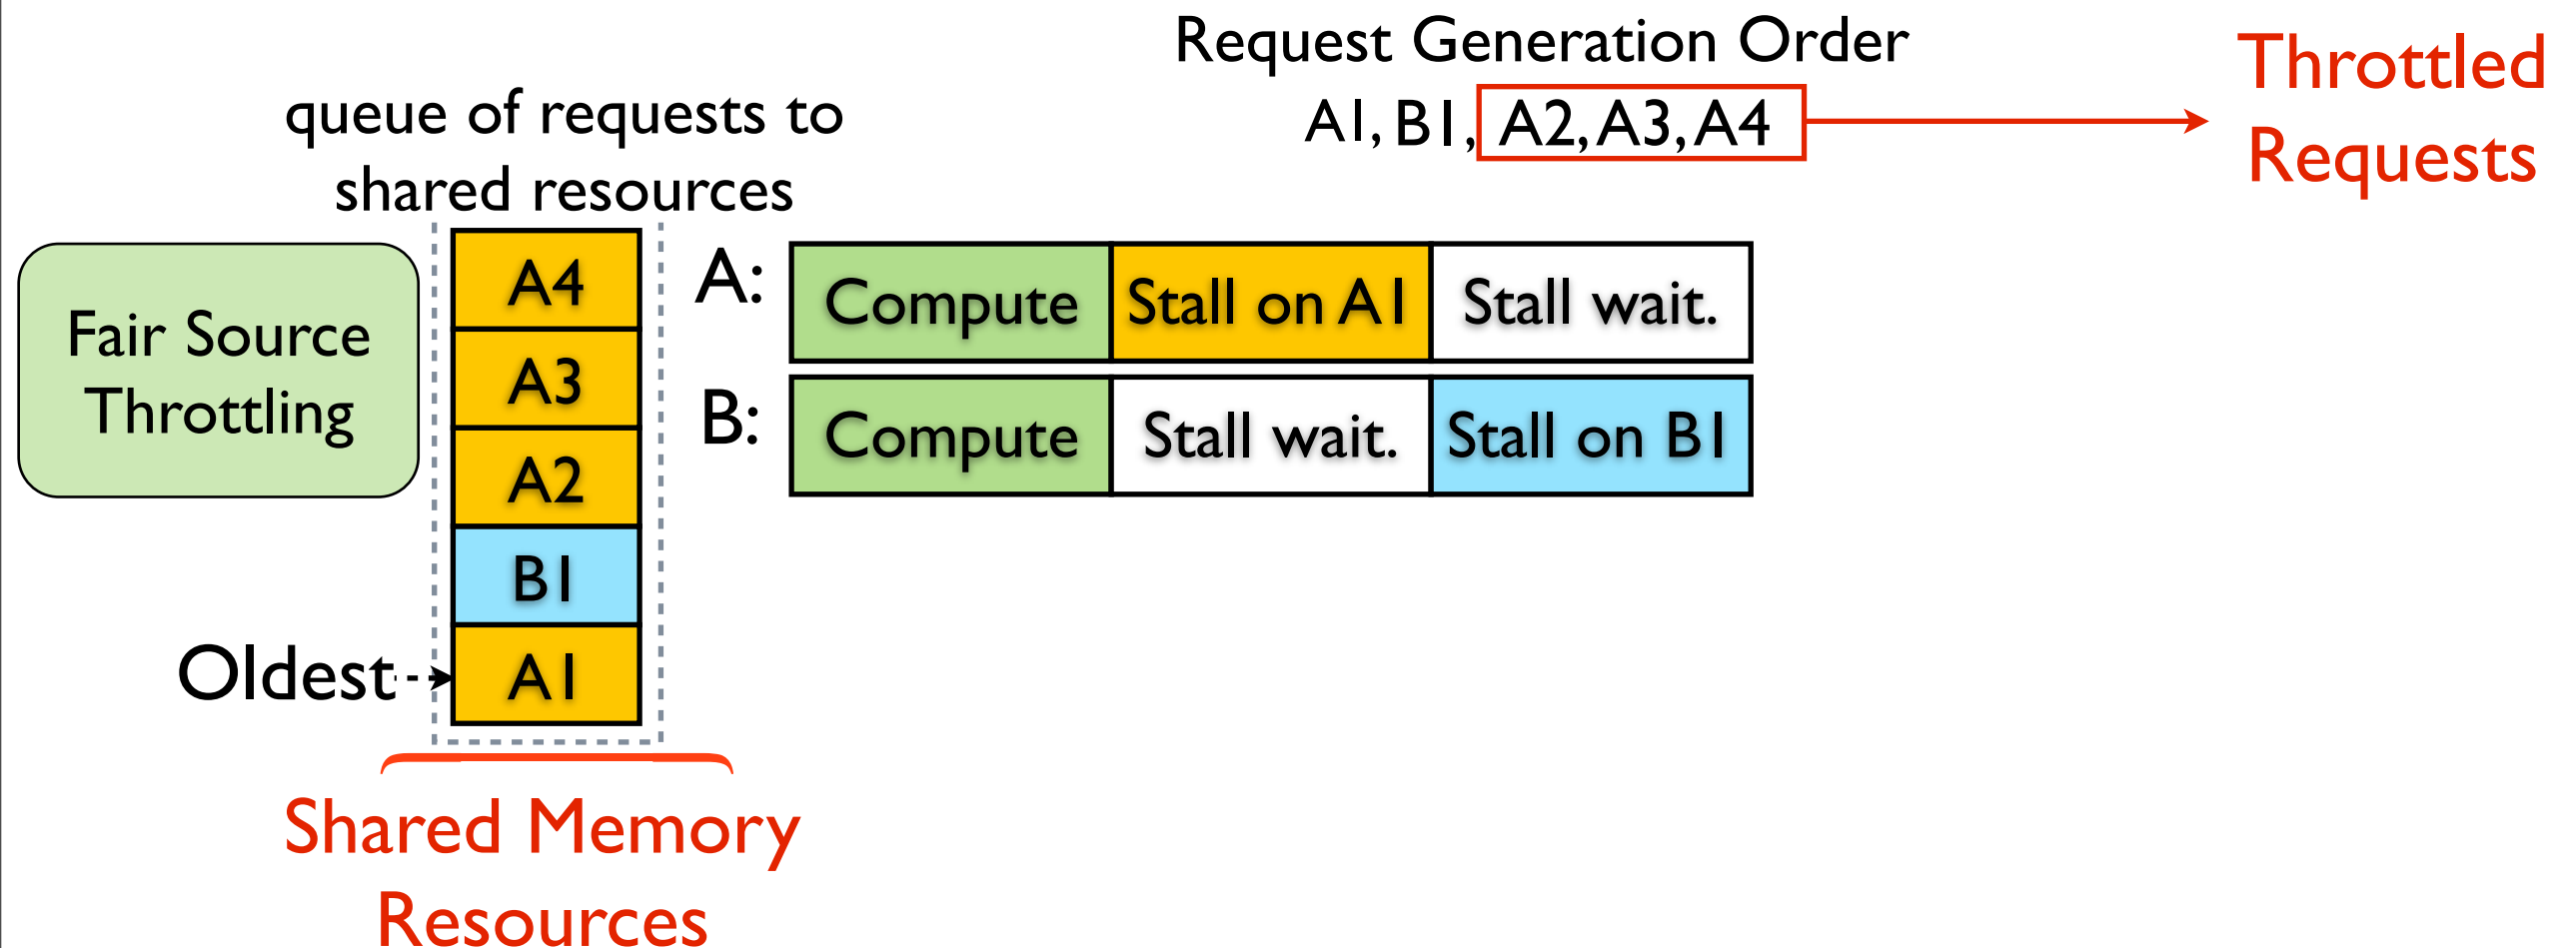 Request Generation Order
A1, B1, A2, A3, A4
Throttled
Requests
queue of requests to
shared resources
Fair Source
Throttling
A4
A3
A2
B1
A1
Oldest
A:
Compute
Stall on A1
Stall wait.
B:
Compute
Stall wait.
Stall on B1
Shared Memory
Resources